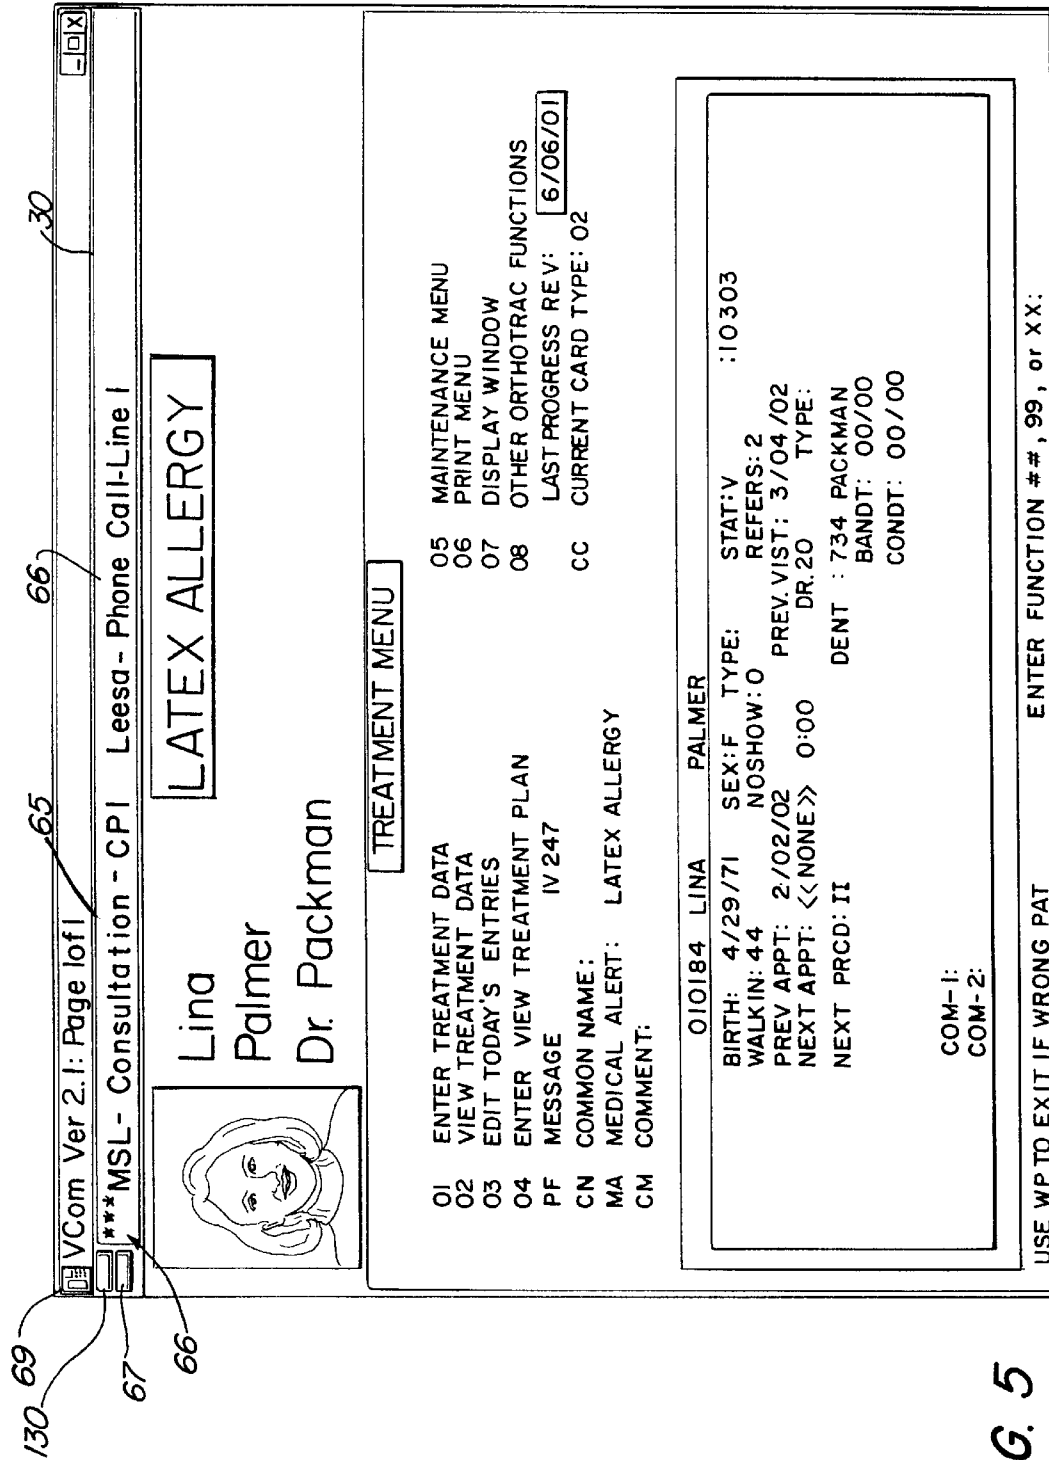 130 69 65 66 30
67
66
VCom Ver 2.1: Page 1of1
***MSL- Consultation - CP1 Leesa- Phone Call-Line 1
Lina
Palmer
Dr. Packman
LATEX ALLERGY
TREATMENT MENU
01 ENTER TREATMENT DATA 05 MAINTENANCE MENU
02 VIEW TREATMENT DATA 06 PRINT MENU
03 EDIT TODAY'S ENTRIES 07 DISPLAY WINDOW
04 ENTER VIEW TREATMENT PLAN 08 OTHER ORTHOTRAC FUNCTIONS
PF MESSAGE IV 247 LAST PROGRESS REV: 6/06/01
CN COMMON NAME: CC CURRENT CARD TYPE: 02
MA MEDICAL ALERT: LATEX ALLERGY
CM COMMENT:
010184 LINA PALMER
BIRTH: 4/29/71 SEX:F TYPE: STAT:V :10303
WALKIN: 44 NOSHOW:0 REFERS: 2
PREV APPT: 2/02/02 PREV. VIST: 3/04/02
NEXT APPT: <<NONE>> 0:00 DR.20 TYPE:
NEXT PRCD: II DENT : 734 PACKMAN
BANDT: 00/00
CONDT: 00/00
COM-1:
COM-2:
USE WP TO EXIT IF WRONG PAT ENTER FUNCTION ##, 99, or XX:
G. 5